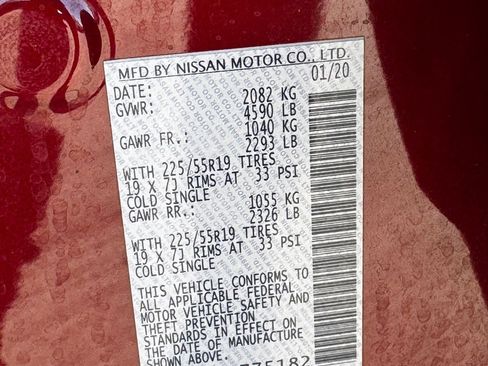 MFD BY NISSAN MOTOR CO., LTD.
DATE: 01/20
GVWR: 2082 KG
4590 LB
GAWR FR.: 1040 KG
2293 LB
WITH 225/55R19 TIRES
19 X 7J RIMS AT 33 PSI
COLD SINGLE
GAWR RR.: 1055 KG
2326 LB
WITH 225/55R19 TIRES
19 X 7J RIMS AT 33 PSI
COLD SINGLE
THIS VEHICLE CONFORMS TO
ALL APPLICABLE FEDERAL
MOTOR VEHICLE SAFETY AND
THEFT PREVENTION
STANDARDS IN EFFECT ON
THE DATE OF MANUFACTURE
SHOWN ABOVE.